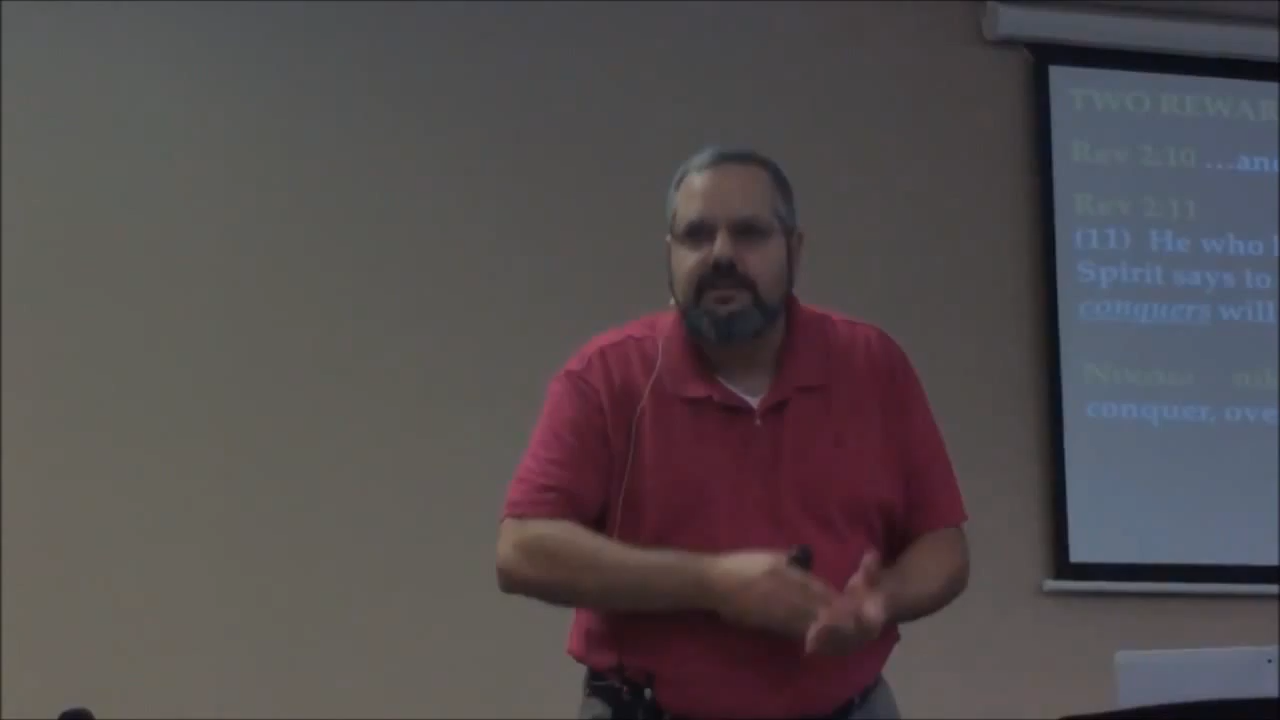 TWO REWAR
Rev 2:10 …and
Rev 2:11
(11) He who
Spirit says to
conquers will
conquer, ove